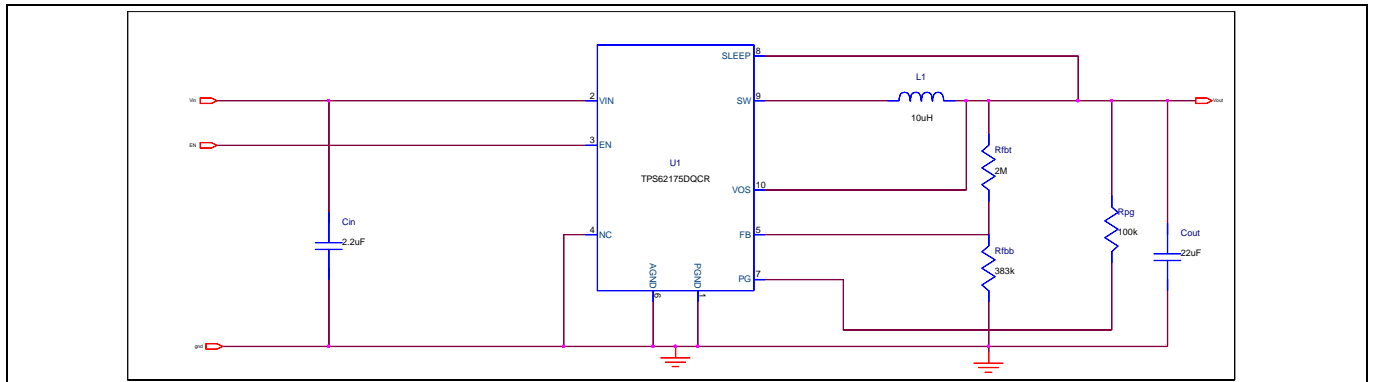 SLEEP 8
L1
Vin 2 VIN SW 9 Vout
10uH
EN 3 EN
Rfbt
U1
2M
TPS62175DQCR
VOS 10
Rpg
Cin
4 NC FB 5 100k Cout
2.2uF
Rfbb
22uF
383k
AGND PGND PG 7
6 1
gnd